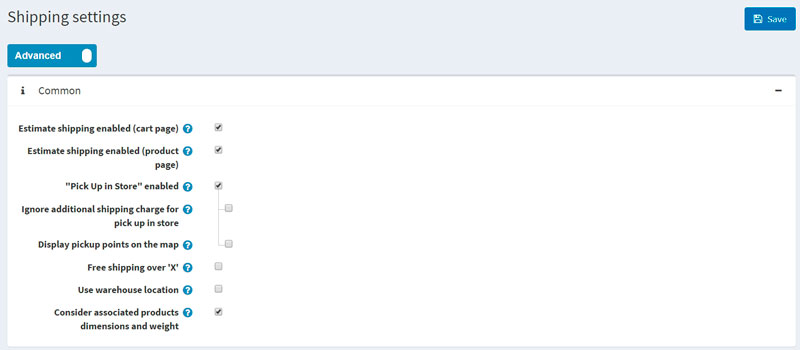 Shipping settings
Save
Advanced
Common
Estimate shipping enabled (cart page)
Estimate shipping enabled (product
page)
"Pick Up in Store" enabled
Ignore additional shipping charge for
pick up in store
Display pickup points on the map
Free shipping over 'X'
Use warehouse location
Consider associated products
dimensions and weight